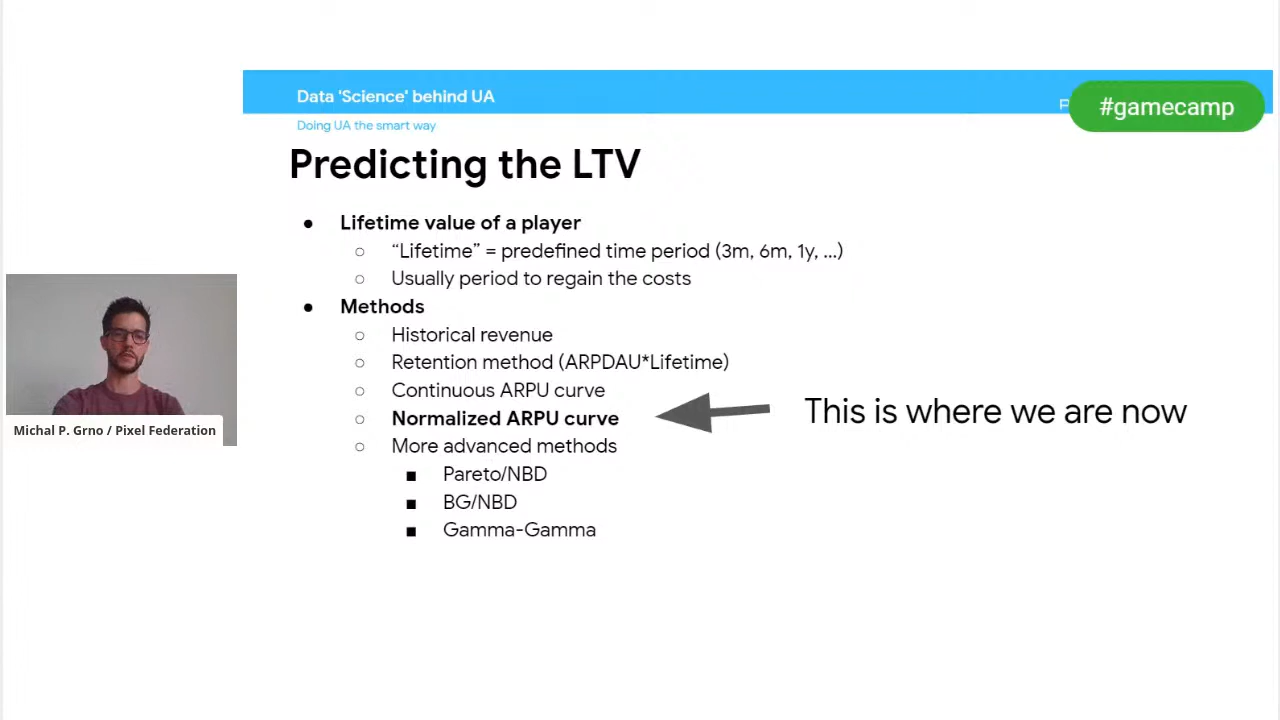 Data 'Science' behind UA
#gamecamp
Doing UA the smart way
Predicting the LTV
● Lifetime value of a player
○ “Lifetime” = predefined time period (3m, 6m, 1y, ...)
○ Usually period to regain the costs
● Methods
○ Historical revenue
○ Retention method (ARPDAU*Lifetime)
○ Continuous ARPU curve
○ Normalized ARPU curve
This is where we are now
○ More advanced methods
■ Pareto/NBD
■ BG/NBD
■ Gamma-Gamma
Michal P. Grno / Pixel Federation